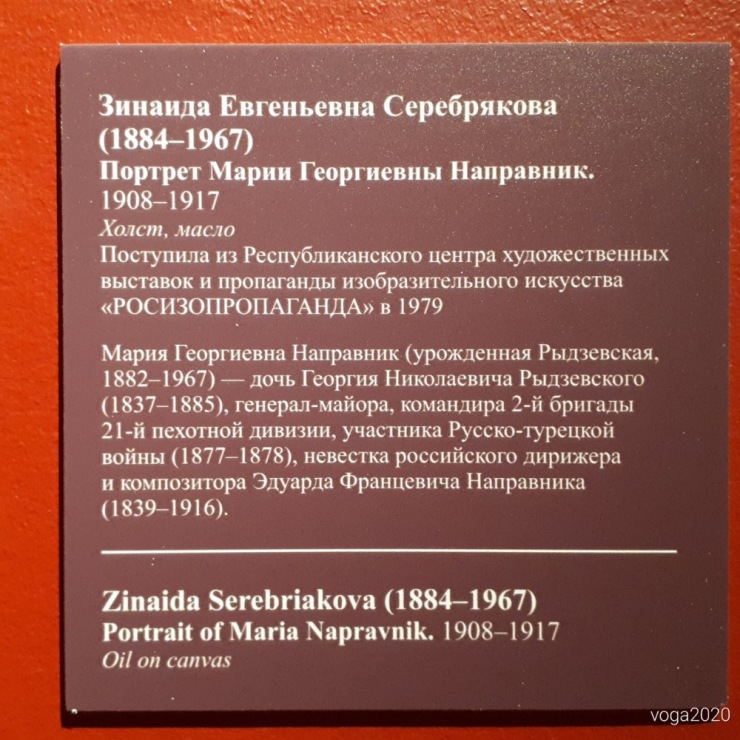 Зинаида Евгеньевна Серебрякова
(1884–1967)
Портрет Марии Георгиевны Направник.
1908–1917
Холст, масло
Поступила из Республиканского центра художественных
выставок и пропаганды изобразительного искусства
«РОСИЗОПРОПАГАНДА» в 1979
Мария Георгиевна Направник (урожденная Рыдзевская,
1882–1967) — дочь Георгия Николаевича Рыдзевского
(1837–1885), генерал-майора, командира 2-й бригады
21-й пехотной дивизии, участника Русско-турецкой
войны (1877–1878), невестка российского дирижера
и композитора Эдуарда Францевича Направника
(1839–1916).
Zinaida Serebriakova (1884–1967)
Portrait of Maria Napravnik. 1908–1917
Oil on canvas
voga2020